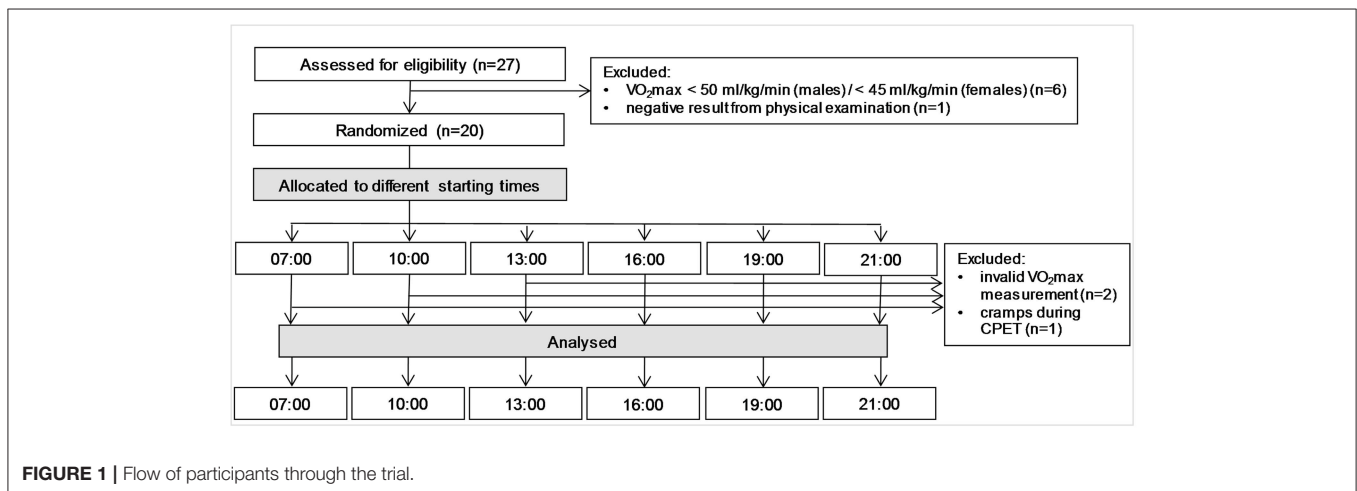 Assessed for eligibility (n=27)
Excluded:
• VO₂max < 50 ml/kg/min (males) / < 45 ml/kg/min (females) (n=6)
• negative result from physical examination (n=1)
Randomized (n=20)
Allocated to different starting times
07:00 10:00 13:00 16:00 19:00 21:00
Excluded:
• invalid VO₂max
measurement (n=2)
• cramps during
CPET (n=1)
Analysed
07:00 10:00 13:00 16:00 19:00 21:00
FIGURE 1 | Flow of participants through the trial.